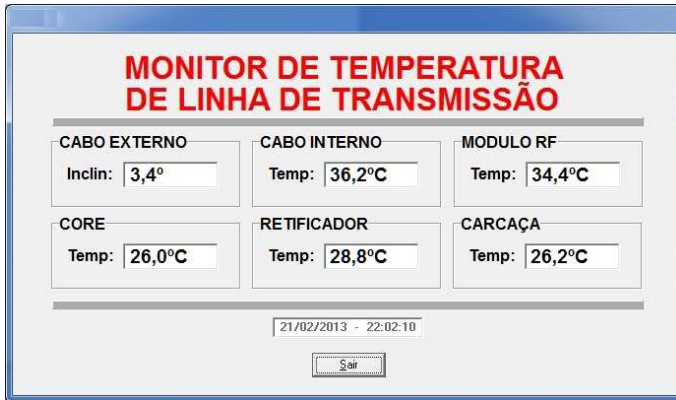 MONITOR DE TEMPERATURA
DE LINHA DE TRANSMISSÃO
CABO EXTERNO
Inclin: 3,4º
CABO INTERNO
Temp: 36,2ºC
MODULO RF
Temp: 34,4ºC
CORE
Temp: 26,0ºC
RETIFICADOR
Temp: 28,8ºC
CARCAÇA
Temp: 26,2ºC
21/02/2013 - 22:02:10
Sair